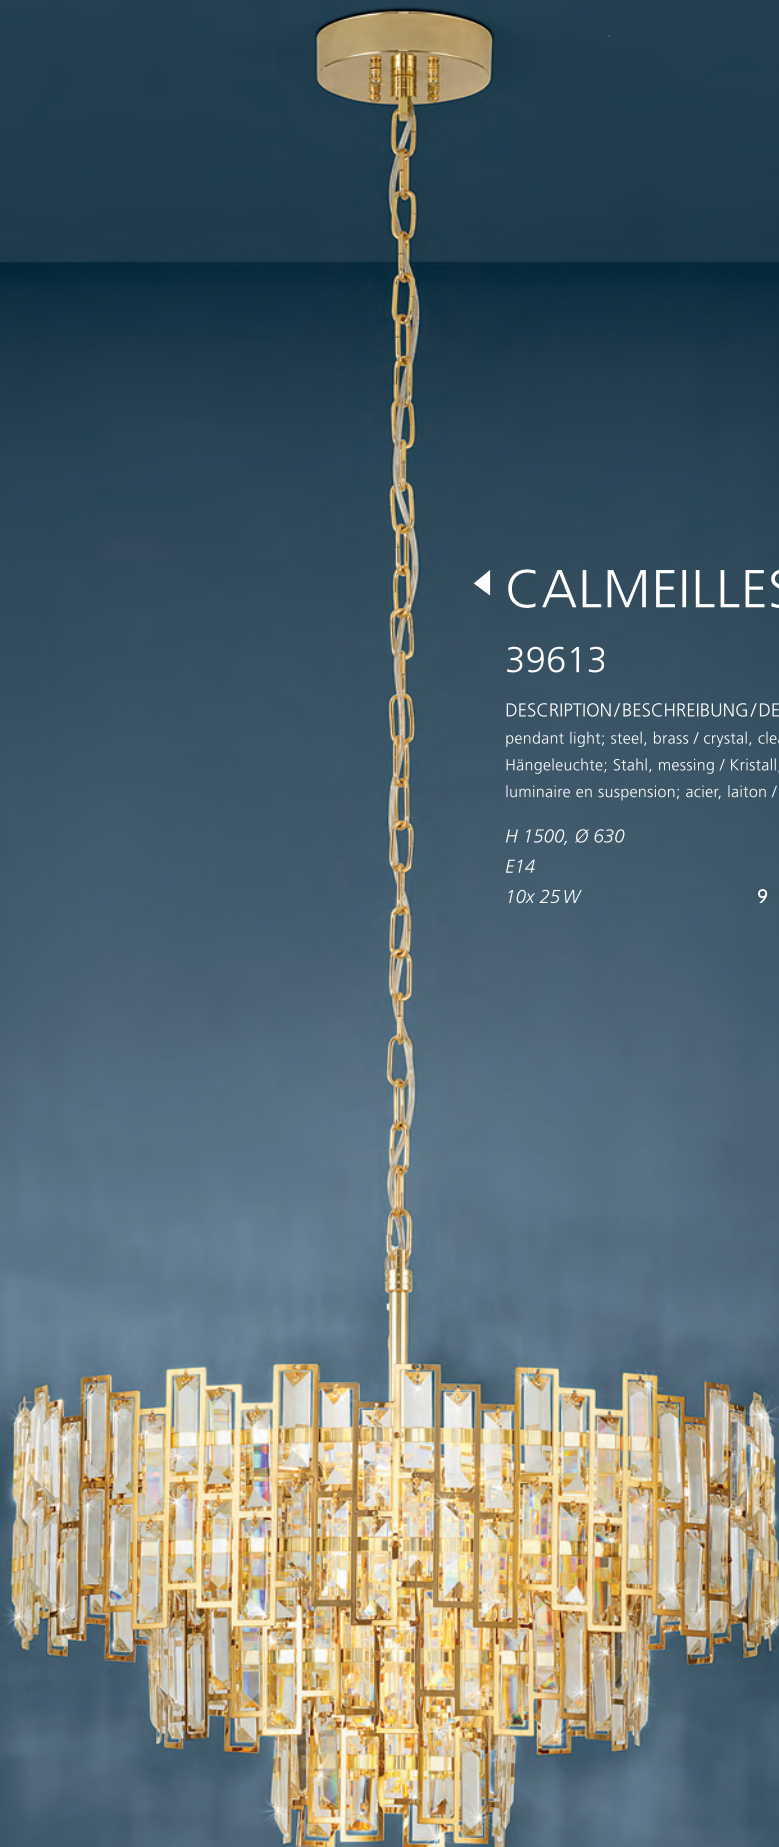 CALMEILLES
39613
DESCRIPTION/BESCHREIBUNG/DE
pendant light; steel, brass / crystal, cle
Hängeleuchte; Stahl, messing / Kristall,
luminaire en suspension; acier, laiton /
H 1500, Ø 630
E14
10x 25W 9